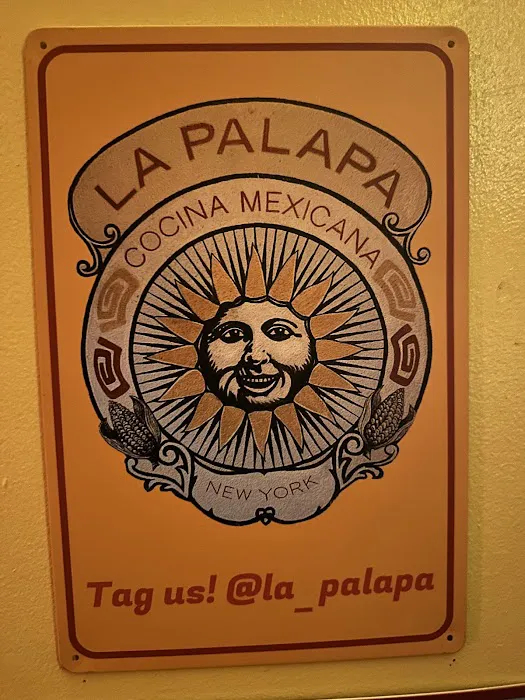 LA PALAPA
COCINA MEXICANA
NEW YORK
Tag us! @la_palapa